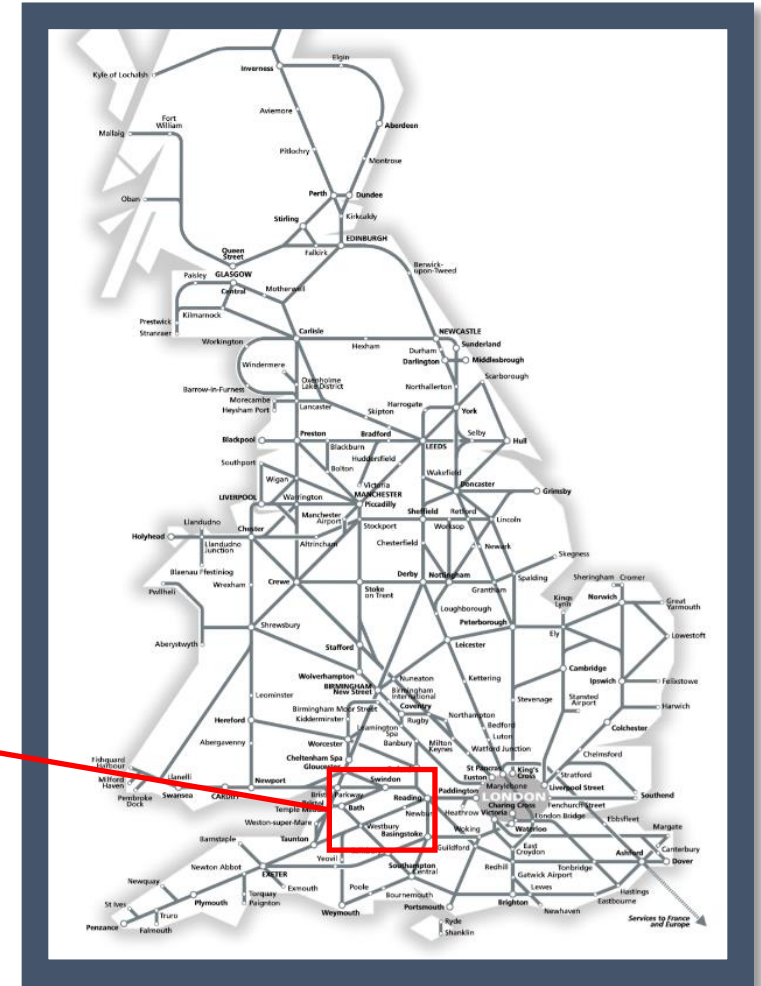 Elgin
Kyle of Lochalsh
Inverness
Aviemore
Fort
William
Mallaig
Aberdeen
Pitlochry
Montrose
Oban
Perth
Dundee
Stirling
Kirkcaldy
EDINBURGH
Queen
Street
Falkirk
Berwick-
upon-Tweed
Paisley
GLASGOW
Central
Motherwell
Prestwick
Kilmarnock
Stranraer
Carlisle
NEWCASTLE
Workington
Hexham
Durham
Sunderland
Darlington
Middlesbrough
Windermere
Oxenholme
Lake District
Northallerton
Scarborough
Barrow-in-Furness
Morecambe
Heysham Port
Lancaster
Harrogate
Skipton
York
Blackpool
Preston
Bradford
LEEDS
Selby
Hull
Blackburn
Huddersfield
Southport
Bolton
Wakefield
Wigan
Victoria
Doncaster
Grimsby
LIVERPOOL
Warrington
MANCHESTER
Piccadilly
Manchester
Airport
Sheffield
Retford
Lincoln
Llandudno
Stockport
Worksop
Holyhead
Chester
Llandudno
Junction
Altrincham
Chesterfield
Newark
Skegness
Blaenau Ffestiniog
Pwllheli
Wrexham
Crewe
Stoke
on Trent
Derby
Nottingham
Grantham
Spalding
Sheringham
Cromer
Kings
Lynn
Norwich
Great
Yarmouth
Loughborough
Peterborough
Aberystwyth
Shrewsbury
Stafford
Leicester
Ely
Lowestoft
Wolverhampton
BIRMINGHAM
New Street
Nuneaton
Birmingham
International
Kettering
Cambridge
Ipswich
Felixstowe
Leominster
Birmingham Moor Street
Coventry
Stevenage
Stansted
Airport
Harwich
Hereford
Kidderminster
Rugby
Northampton
Leamington
Spa
Bedford
Colchester
Abergavenny
Worcester
Banbury
Milton
Keynes
Luton
Watford Junction
Chelmsford
Cheltenham Spa
Gloucester
Fishguard
Harbour
Milford
Haven
Llanelli
Pembroke
Dock
Swansea
CARDIFF
Newport
Swindon
St Pancras
King's
Cross
Euston
Stratford
Marylebone
Liverpool Street
Reading
Paddington
LONDON
Southend
Bath
Charing Cross
Fenchurch Street
Heathrow
Victoria
London Bridge
Ebbsfleet
Weston-super-Mare
Westbury
Basingstoke
Woking
Waterloo
Margate
Barnstaple
Taunton
Guildford
East
Croydon
Canterbury
Ashford
Dover
Yeovil
Southampton
Central
Redhill
Tonbridge
Gatwick Airport
Newton Abbot
EXETER
Newquay
Exmouth
Poole
Bournemouth
Lewes
Hastings
Eastbourne
St Ives
Plymouth
Torquay
Paignton
Weymouth
Portsmouth
Brighton
Newhaven
Truro
Falmouth
Penzance
Ryde
Shanklin
Services to France
and Europe